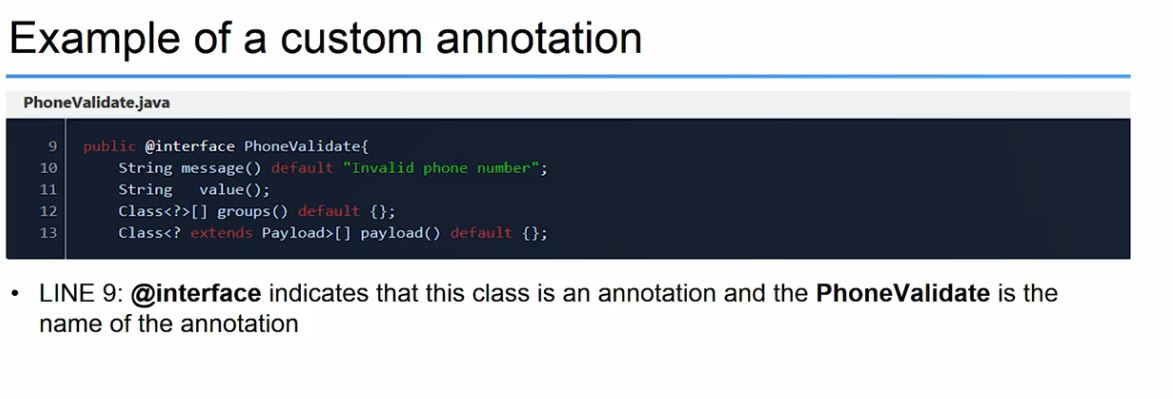 Example of a custom annotation
PhoneValidate.java
9 public @interface PhoneValidate{
10 String message() default "Invalid phone number";
11 String value();
12 Class<?>[] groups() default {};
13 Class<? extends Payload>[] payload() default {};
• LINE 9: @interface indicates that this class is an annotation and the PhoneValidate is the
name of the annotation